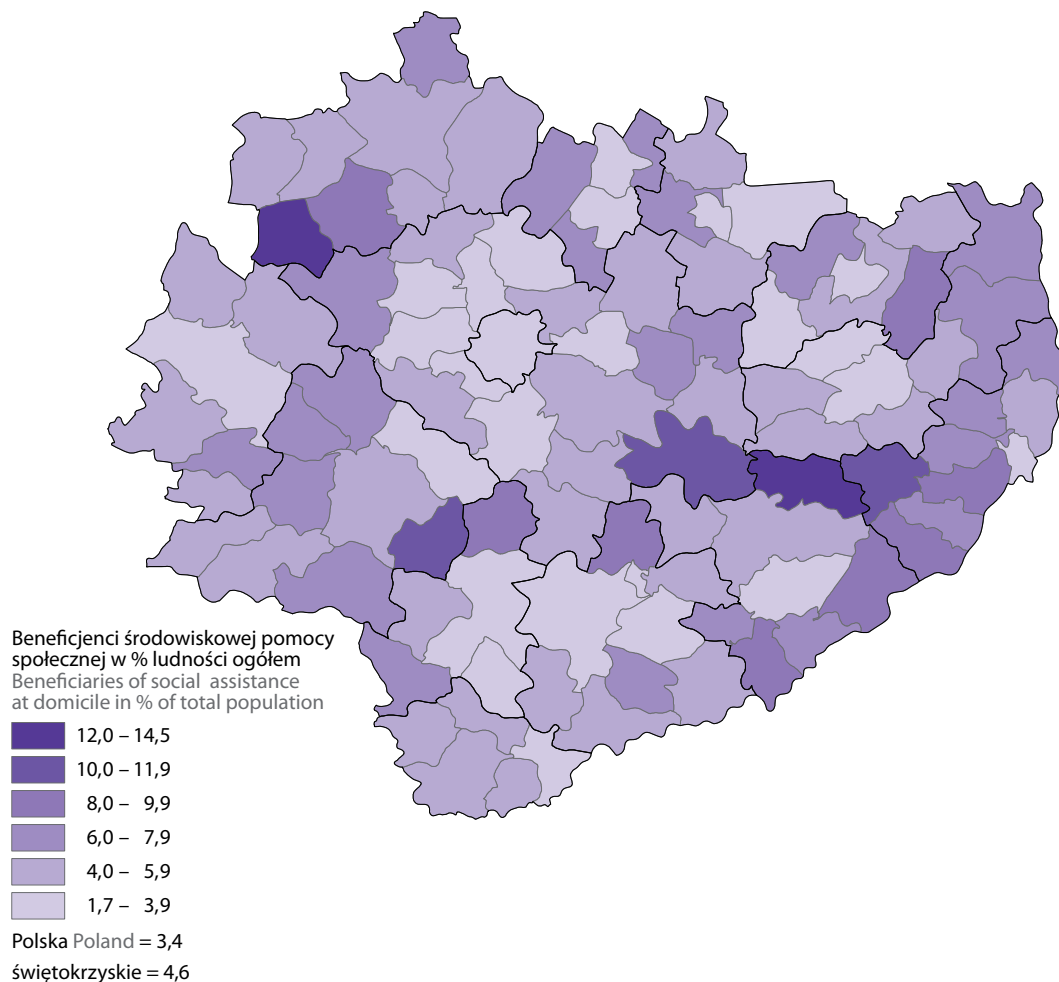 Beneficjenci środowiskowej pomocy
społecznej w % ludności ogółem
Beneficiaries of social assistance
at domicile in % of total population
12,0 – 14,5
10,0 – 11,9
8,0 – 9,9
6,0 – 7,9
4,0 – 5,9
1,7 – 3,9
Polska Poland = 3,4
świętokrzyskie = 4,6